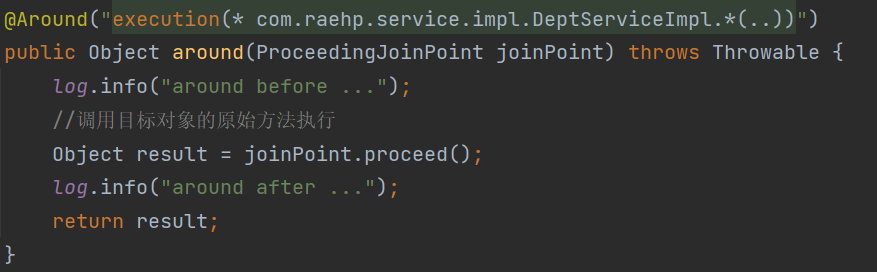 @Around("execution(* com.raehp.service.impl.DeptServiceImpl.*(..))")
public Object around(ProceedingJoinPoint joinPoint) throws Throwable {
    log.info("around before ...");
    //调用目标对象的原始方法执行
    Object result = joinPoint.proceed();
    log.info("around after ...");
    return result;
}